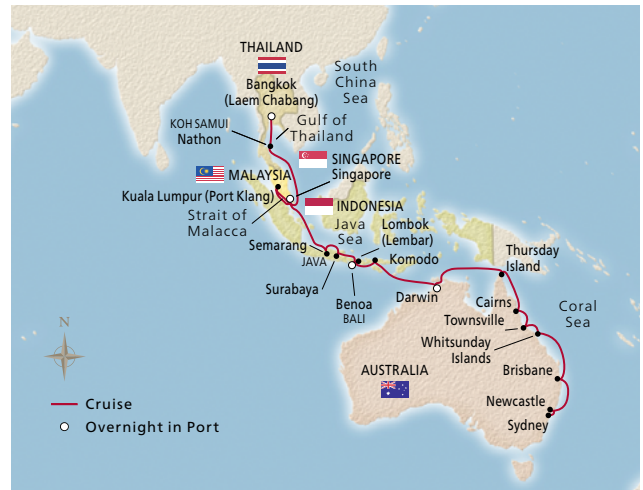 THAILAND
Bangkok
(Laem Chabang)
South
China
Sea
KOH SAMUI
Nathon
Gulf of
Thailand
SINGAPORE
Singapore
MALAYSIA
Kuala Lumpur (Port Klang)
INDONESIA
Strait of
Malacca
Java
Sea
Lombok
(Lembar)
Semarang
JAVA
Komodo
Thursday
Island
Surabaya
Benoa
BALI
Darwin
Cairns
Townsville
Coral
Sea
Whitsunday
Islands
N
AUSTRALIA
Brisbane
Newcastle
Sydney
Cruise
Overnight in Port